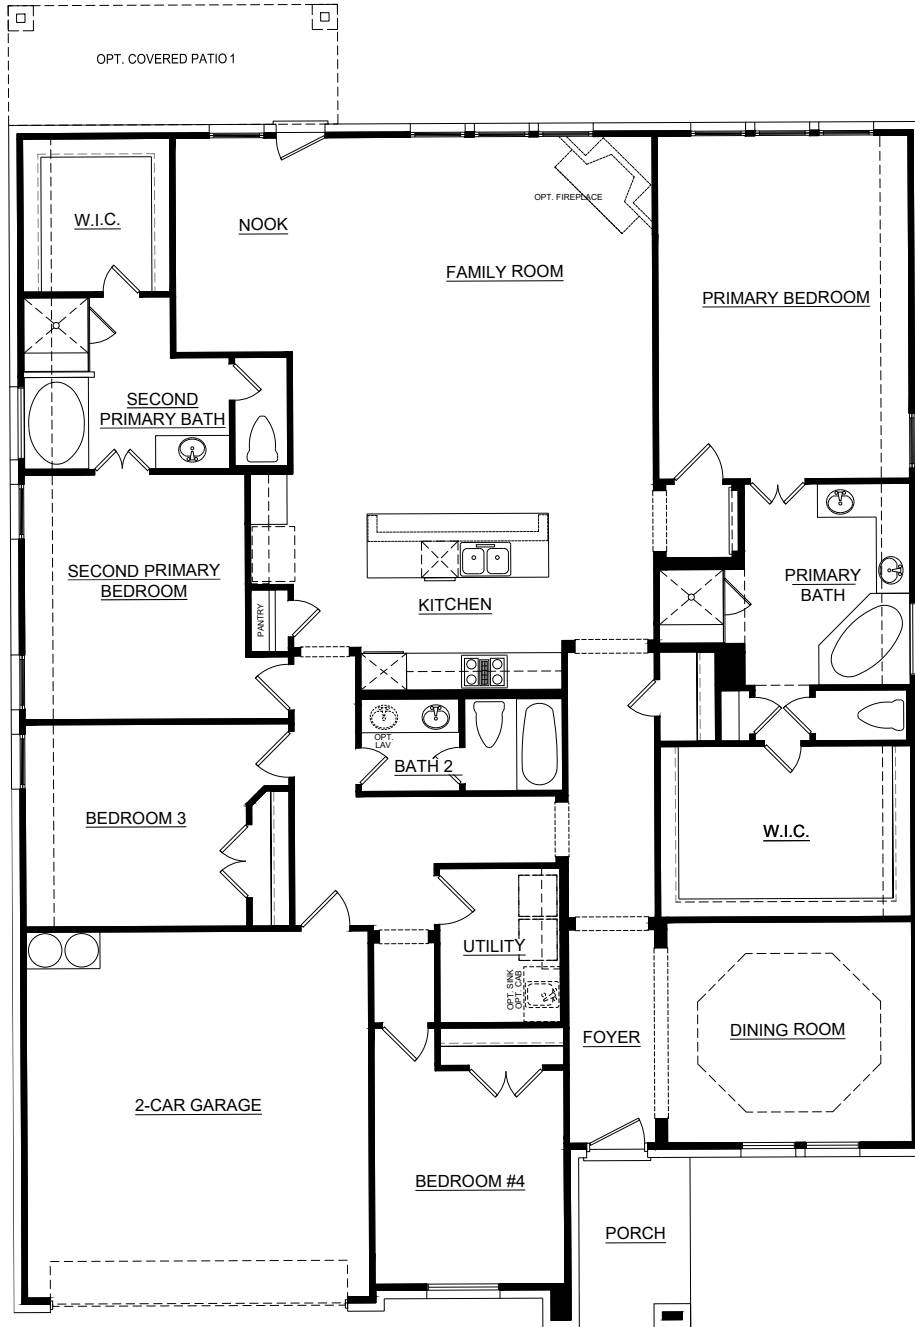 OPT. COVERED PATIO 1
W.I.C.
NOOK
OPT. FIREPLACE
FAMILY ROOM
PRIMARY BEDROOM
SECOND
PRIMARY BATH
SECOND PRIMARY
BEDROOM
PANTRY
KITCHEN
PRIMARY
BATH
OPT.
LAV
BATH 2
BEDROOM 3
W.I.C.
UTILITY
OPT. SINK
OPT. CAB
FOYER
DINING ROOM
2-CAR GARAGE
BEDROOM #4
PORCH